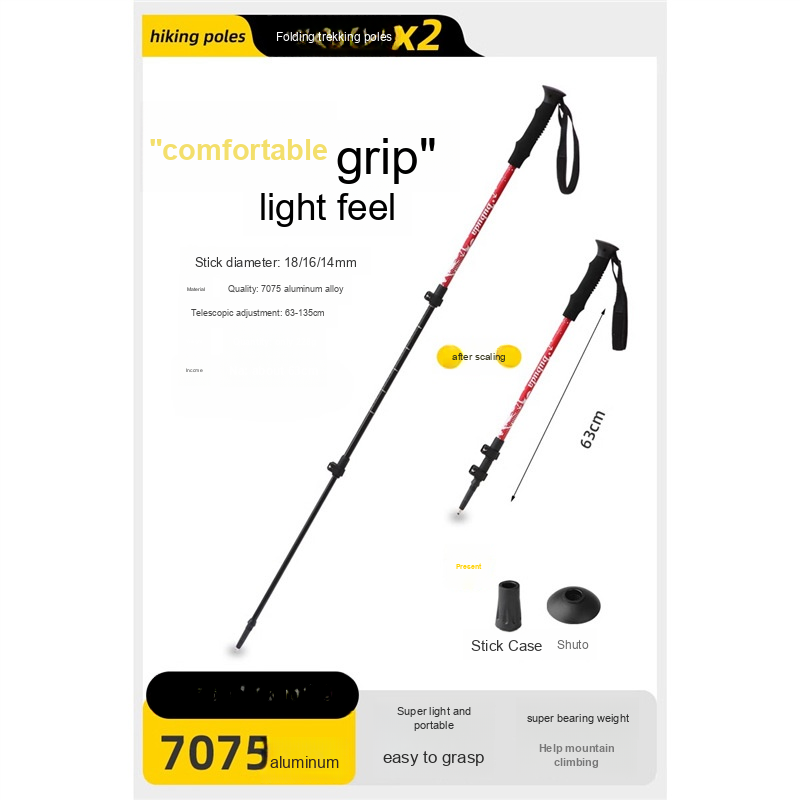 hiking poles
Folding trekking poles
x2
"comfortable grip"
light feel
Stick diameter: 18/16/14mm
Material Quality: 7075 aluminum alloy
Telescopic adjustment: 63-135cm
Income
after scaling
63cm
Present
Stick Case
Shuto
7075 aluminum
Super light and
portable
easy to grasp
super bearing weight
Help mountain
climbing